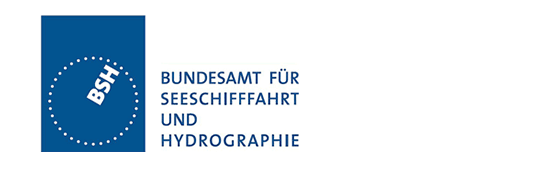 BSH
BUNDESAMT FÜR
SEESCHIFFFAHRT
UND
HYDROGRAPHIE